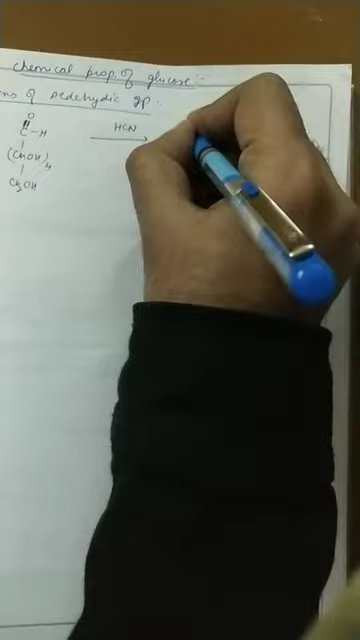 chemical prop. of glucose:-
ns of aldehydic gp.
O
C-H
HCN
(CHOH)4
CH2OH